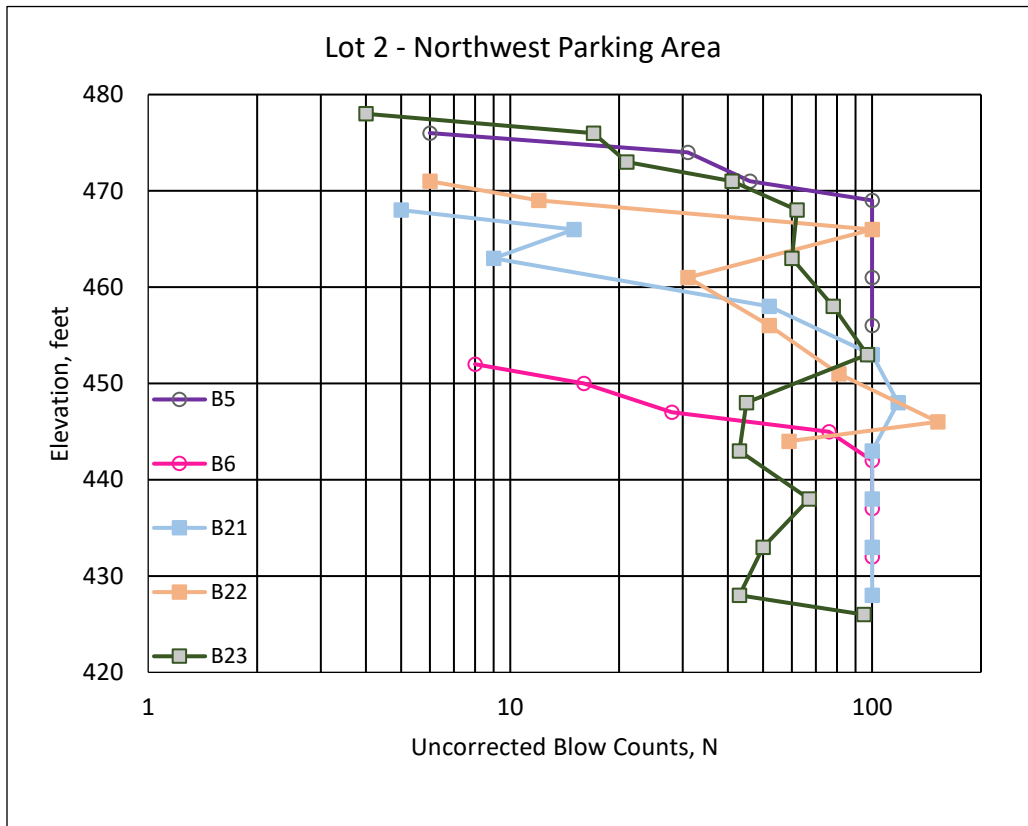 Lot 2 - Northwest Parking Area
480
470
460
450
440
430
420
Elevation, feet
B5
B6
B21
B22
B23
1 10 100
Uncorrected Blow Counts, N